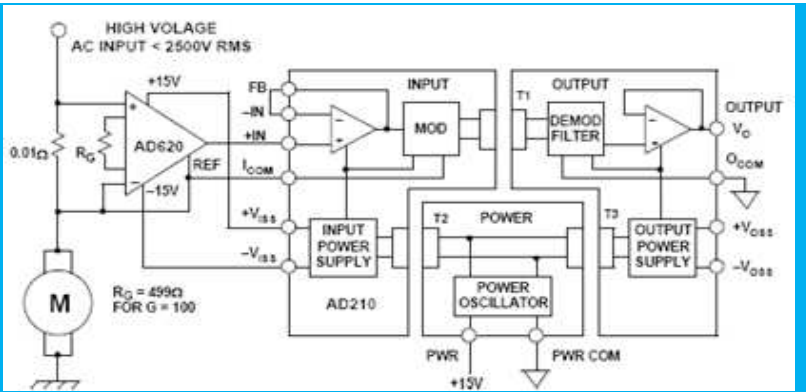 HIGH VOLAGE
AC INPUT < 2500V RMS
+15V
AD620
RG
0.01Ω
REF
–15V
M
RG = 499Ω
FOR G = 100
FB
–IN
+IN
ICOM
+VISS
–VISS
INPUT
MOD
INPUT
POWER
SUPPLY
AD210
T1
T2
POWER
T3
POWER
OSCILLATOR
PWR
+15V
PWR COM
OUTPUT
DEMOD
FILTER
OUTPUT
POWER
SUPPLY
OUTPUT
VO
OCOM
+VOSS
–VOSS